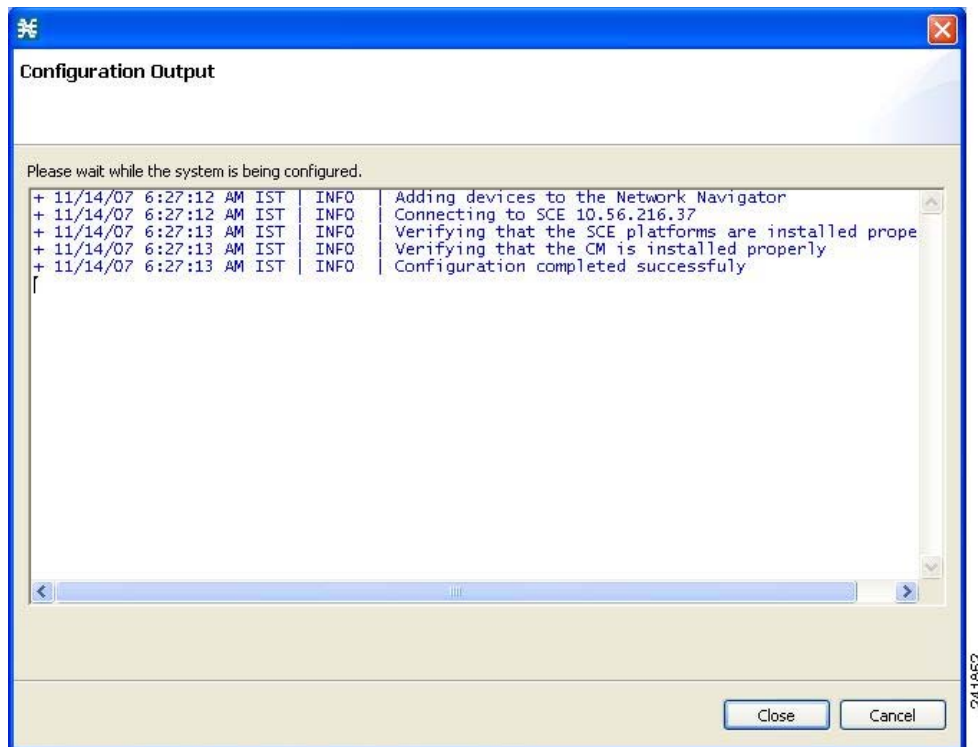 Configuration Output
Please wait while the system is being configured.
+ 11/14/07 6:27:12 AM IST | INFO | Adding devices to the Network Navigator
+ 11/14/07 6:27:12 AM IST | INFO | Connecting to SCE 10.56.216.37
+ 11/14/07 6:27:13 AM IST | INFO | Verifying that the SCE platforms are installed prope
+ 11/14/07 6:27:13 AM IST | INFO | Verifying that the CM is installed properly
+ 11/14/07 6:27:13 AM IST | INFO | Configuration completed successfuly
Close Cancel